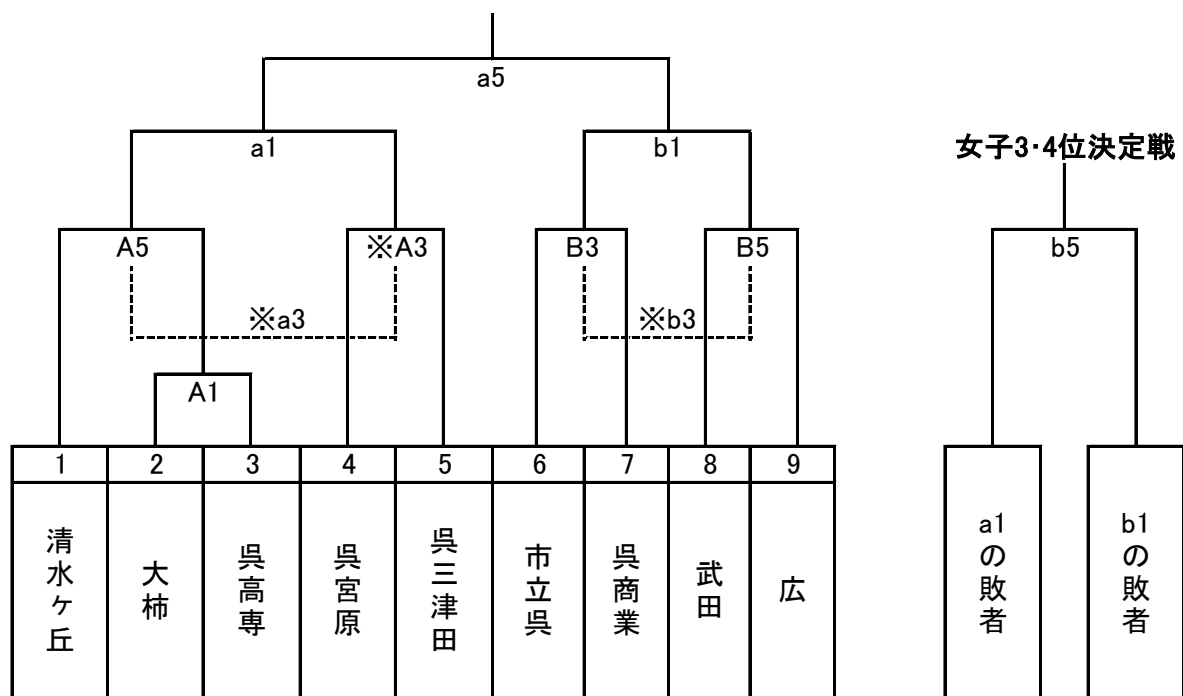 a5
a1
b1
女子3・4位決定戦
A5
※A3
B3
B5
b5
※a3
※b3
A1
1 2 3 4 5 6 7 8 9
清水ヶ丘
大柿
呉高専
呉宮原
呉三津田
市立呉
呉商業
武田
広
a1の敗者
b1の敗者